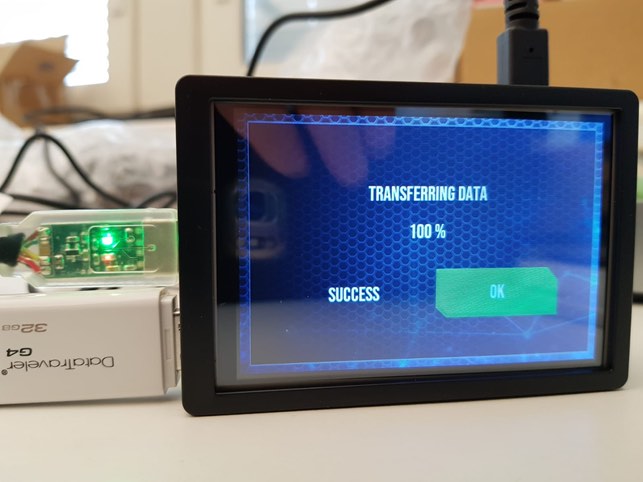 TRANSFERRING DATA
100 %
SUCCESS
OK
32GB
DataTraveler®
G4